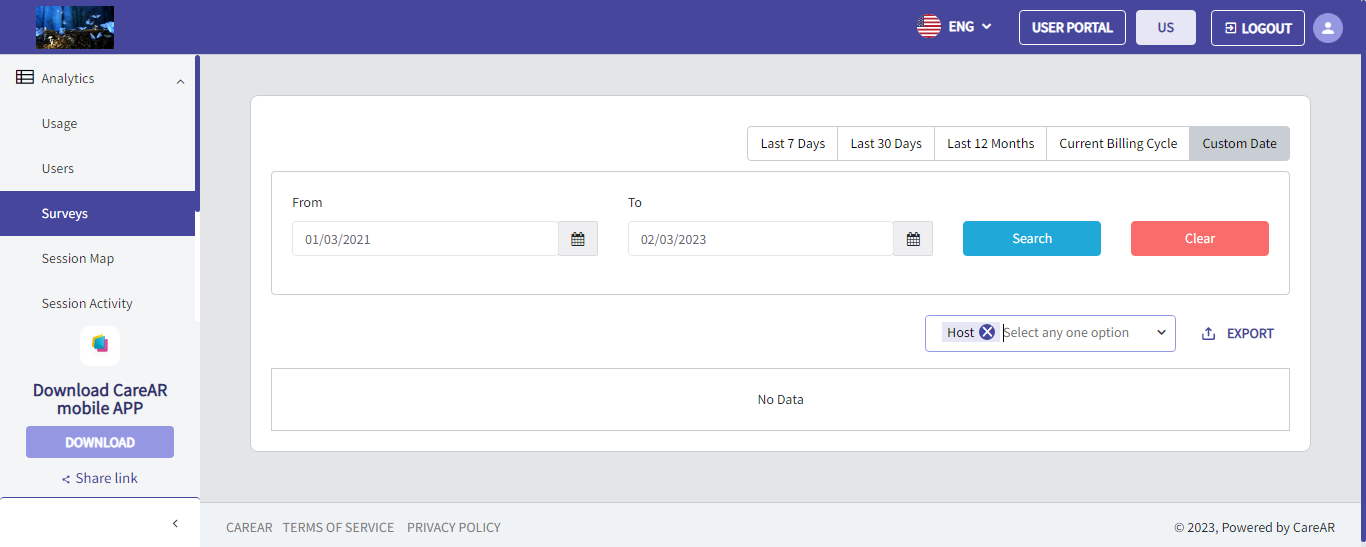 ENG
USER PORTAL
US
LOGOUT
Analytics
Usage
Users
Surveys
Session Map
Session Activity
Download CareAR
mobile APP
DOWNLOAD
Share link
Last 7 Days
Last 30 Days
Last 12 Months
Current Billing Cycle
Custom Date
From
To
01/03/2021
02/03/2023
Search
Clear
Host
Select any one option
EXPORT
No Data
CAREAR
TERMS OF SERVICE
PRIVACY POLICY
© 2023, Powered by CareAR